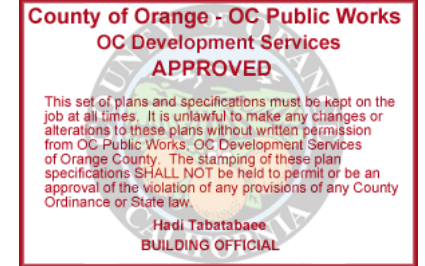 County of Orange - OC Public Works
OC Development Services
APPROVED
This set of plans and specifications must be kept on the
job at all times. It is unlawful to make any changes or
alterations to these plans without written permission
from OC Public Works, OC Development Services
of Orange County. The stamping of these plan
specifications SHALL NOT be held to permit or be an
approval of the violation of any provisions of any County
Ordinance or State law.
Hadi Tabatabaee
BUILDING OFFICIAL
CALIFORNIA